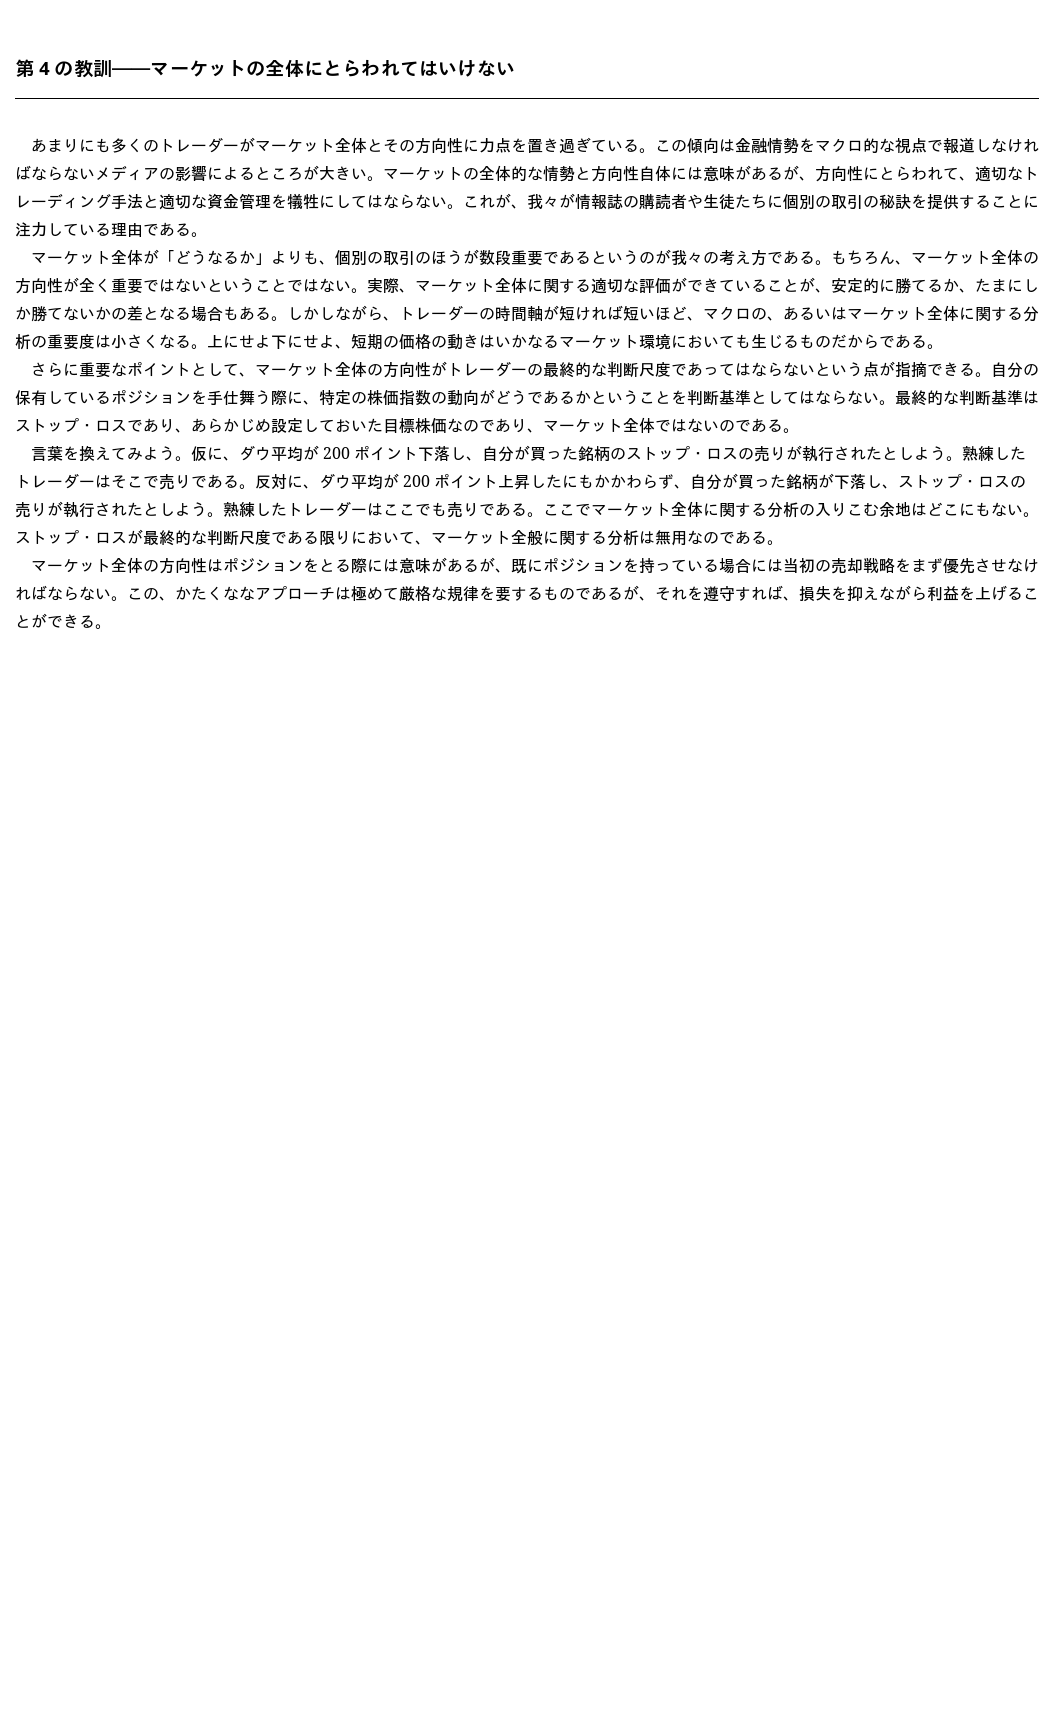 第 4 の教訓――マーケットの全体にとらわれてはいけない
　あまりにも多くのトレーダーがマーケット全体とその方向性に力点を置き過ぎている。この傾向は金融情勢をマクロ的な視点で報道しなけれ
ばならないメディアの影響によるところが大きい。マーケットの全体的な情勢と方向性自体には意味があるが、方向性にとらわれて、適切なト
レーディング手法と適切な資金管理を犠牲にしてはならない。これが、我々が情報誌の購読者や生徒たちに個別の取引の秘訣を提供することに
注力している理由である。
　マーケット全体が「どうなるか」よりも、個別の取引のほうが数段重要であるというのが我々の考え方である。もちろん、マーケット全体の
方向性が全く重要ではないということではない。実際、マーケット全体に関する適切な評価ができていることが、安定的に勝てるか、たまにし
か勝てないかの差となる場合もある。しかしながら、トレーダーの時間軸が短ければ短いほど、マクロの、あるいはマーケット全体に関する分
析の重要度は小さくなる。上にせよ下にせよ、短期の価格の動きはいかなるマーケット環境においても生じるものだからである。
　さらに重要なポイントとして、マーケット全体の方向性がトレーダーの最終的な判断尺度であってはならないという点が指摘できる。自分の
保有しているポジションを手仕舞う際に、特定の株価指数の動向がどうであるかということを判断基準としてはならない。最終的な判断基準は
ストップ・ロスであり、あらかじめ設定しておいた目標株価なのであり、マーケット全体ではないのである。
　言葉を換えてみよう。仮に、ダウ平均が 200 ポイント下落し、自分が買った銘柄のストップ・ロスの売りが執行されたとしよう。熟練した
トレーダーはそこで売りである。反対に、ダウ平均が 200 ポイント上昇したにもかかわらず、自分が買った銘柄が下落し、ストップ・ロスの
売りが執行されたとしよう。熟練したトレーダーはここでも売りである。ここでマーケット全体に関する分析の入りこむ余地はどこにもない。
ストップ・ロスが最終的な判断尺度である限りにおいて、マーケット全般に関する分析は無用なのである。
　マーケット全体の方向性はポジションをとる際には意味があるが、既にポジションを持っている場合には当初の売却戦略をまず優先させなけ
ればならない。この、かたくななアプローチは極めて厳格な規律を要するものであるが、それを遵守すれば、損失を抑えながら利益を上げるこ
とができる。